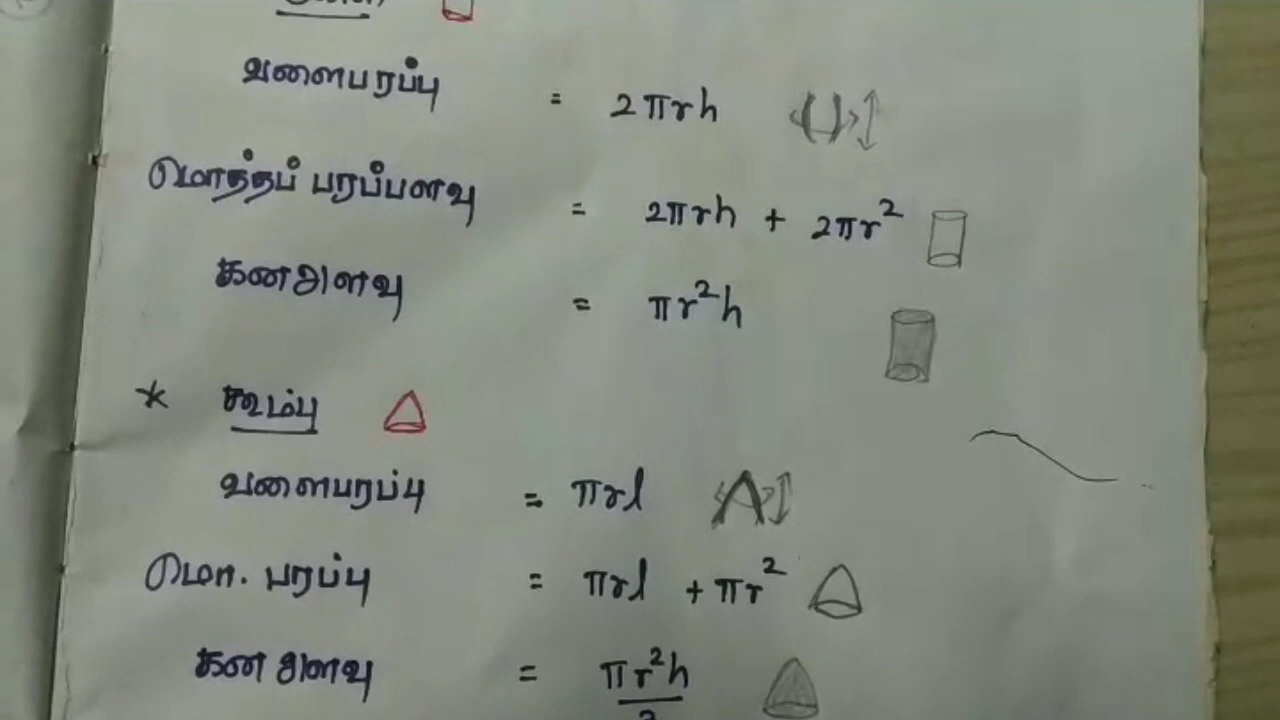 வளைபரப்பு = 2πrh
மொத்தப் பரப்பளவு = 2πrh + 2πr²
கனஅளவு = πr²h
* கூம்பு
வளைபரப்பு = πrl
மொ. பரப்பு = πrl + πr²
கன அளவு = πr²h